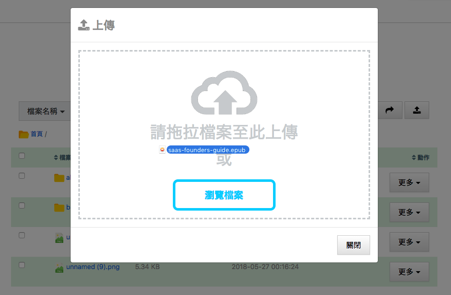 上傳
請拖拉檔案至此上傳
saas-founders-guide.epub
或
瀏覽檔案
關閉
檔案名稱
首頁 /
動作
更多
更多
更多
unnamed (9).png 5.34 KB 2018-05-27 00:16:24
更多